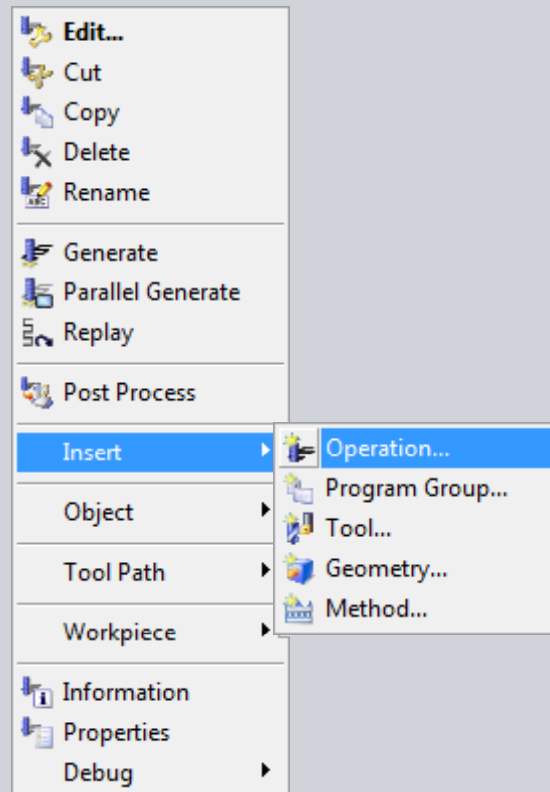 Edit...
Cut
Copy
Delete
Rename
Generate
Parallel Generate
Replay
Post Process
Insert
Operation...
Program Group...
Tool...
Geometry...
Method...
Object
Tool Path
Workpiece
Information
Properties
Debug